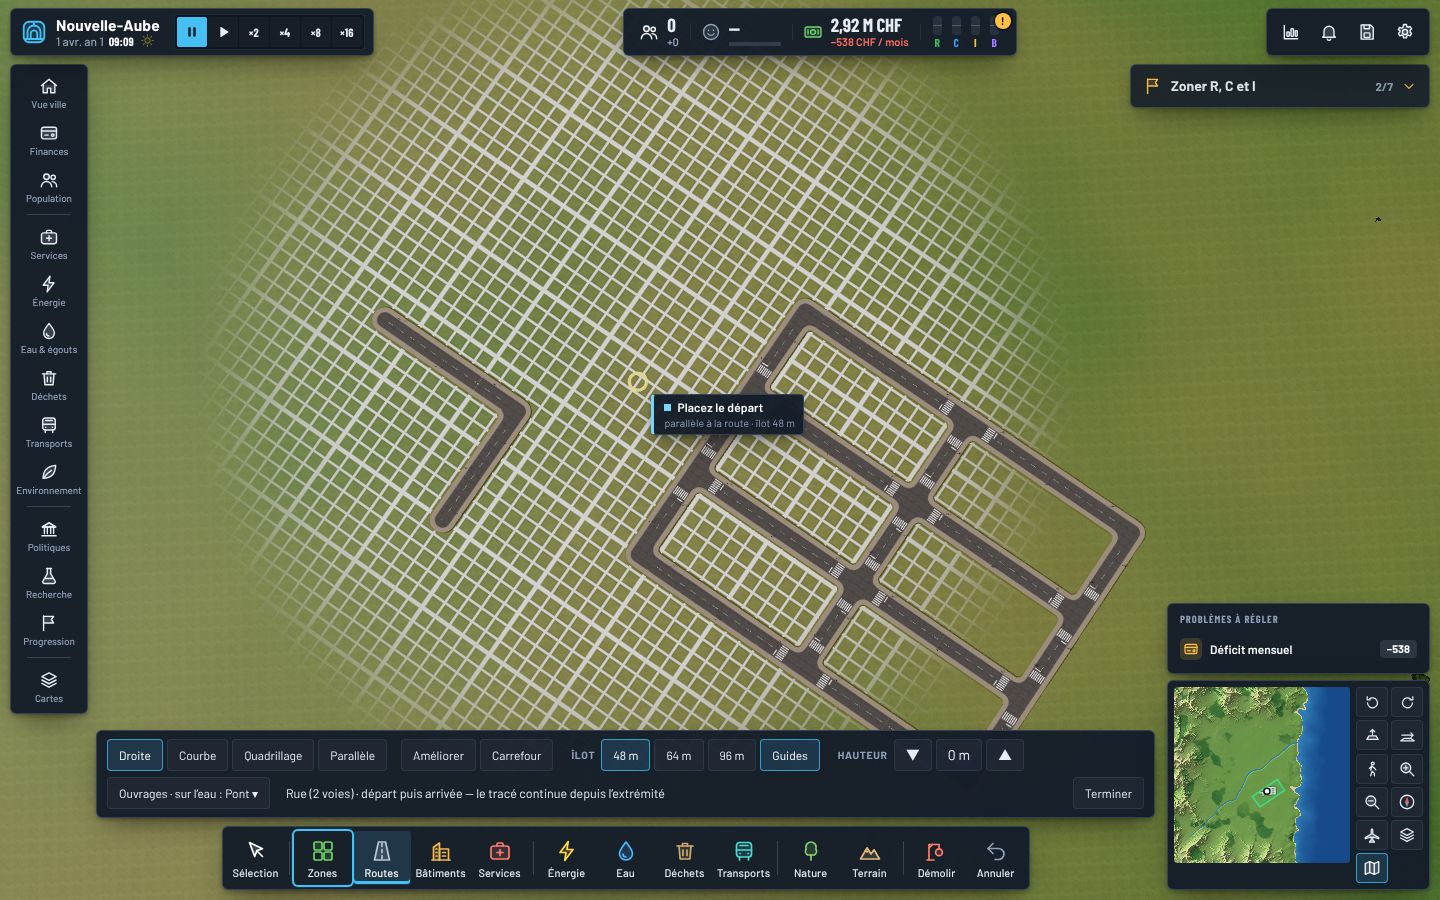 Nouvelle-Aube
1 avr. an 1 09:09
×2 ×4 ×8 ×16
0
+0
–
2,92 M CHF
−538 CHF / mois
R C I B
!
Zoner R, C et I 2/7
Vue ville
Finances
Population
Services
Énergie
Eau & égouts
Déchets
Transports
Environnement
Politiques
Recherche
Progression
Cartes
Placez le départ
parallèle à la route · îlot 48 m
PROBLÈMES À RÉGLER
Déficit mensuel −538
Droite Courbe Quadrillage Parallèle Améliorer Carrefour ÎLOT 48 m 64 m 96 m Guides HAUTEUR ▼ 0 m ▲
Ouvrages · sur l'eau : Pont ▾ Rue (2 voies) · départ puis arrivée — le tracé continue depuis l'extrémité Terminer
Sélection Zones Routes Bâtiments Services Énergie Eau Déchets Transports Nature Terrain Démolir Annuler